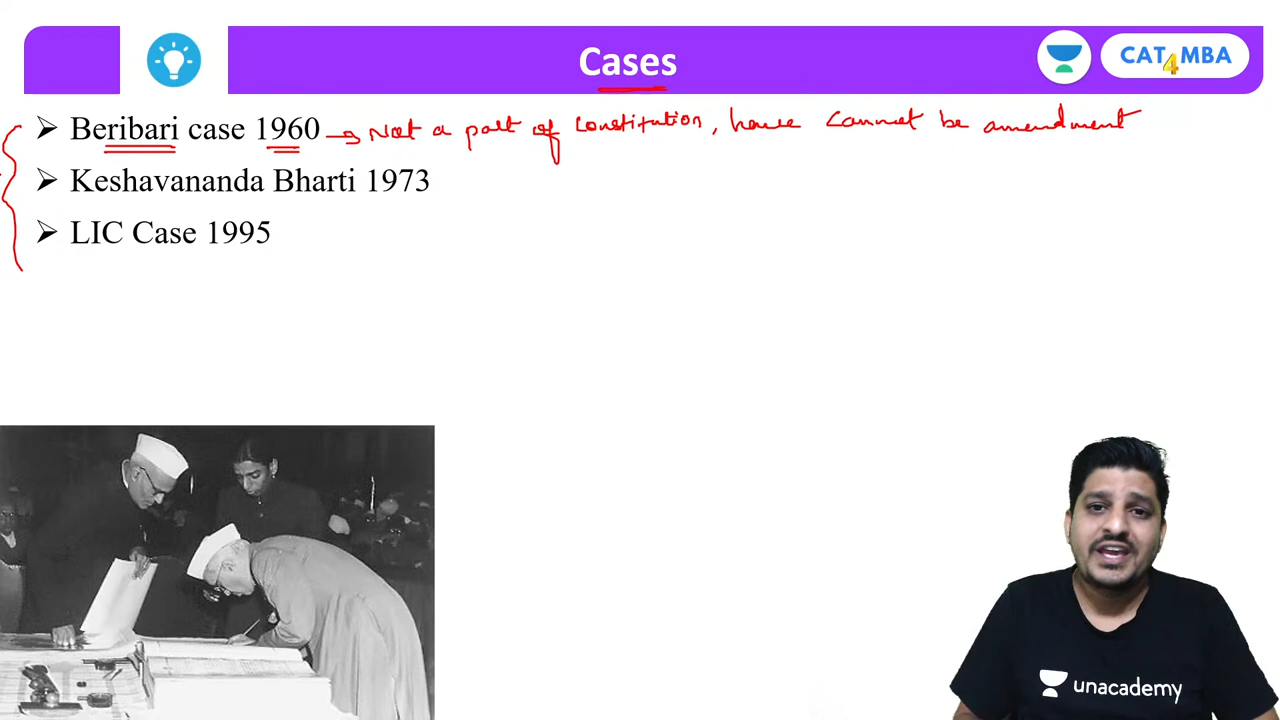 Cases
CAT4MBA
➤ Beribari case 1960 → Not a part of constitution, hence cannot be amendment
➤ Keshavananda Bharti 1973
➤ LIC Case 1995
unacademy